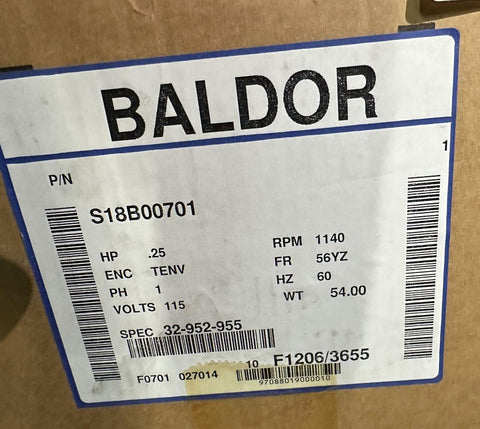 BALDOR
1
P/N
S18B00701
HP .25 RPM 1140
ENC TENV FR 56YZ
PH 1 HZ 60
VOLTS 115 WT 54.00
SPEC 32-952-955
F0701 027014 10 F1206/3655
97088019000010